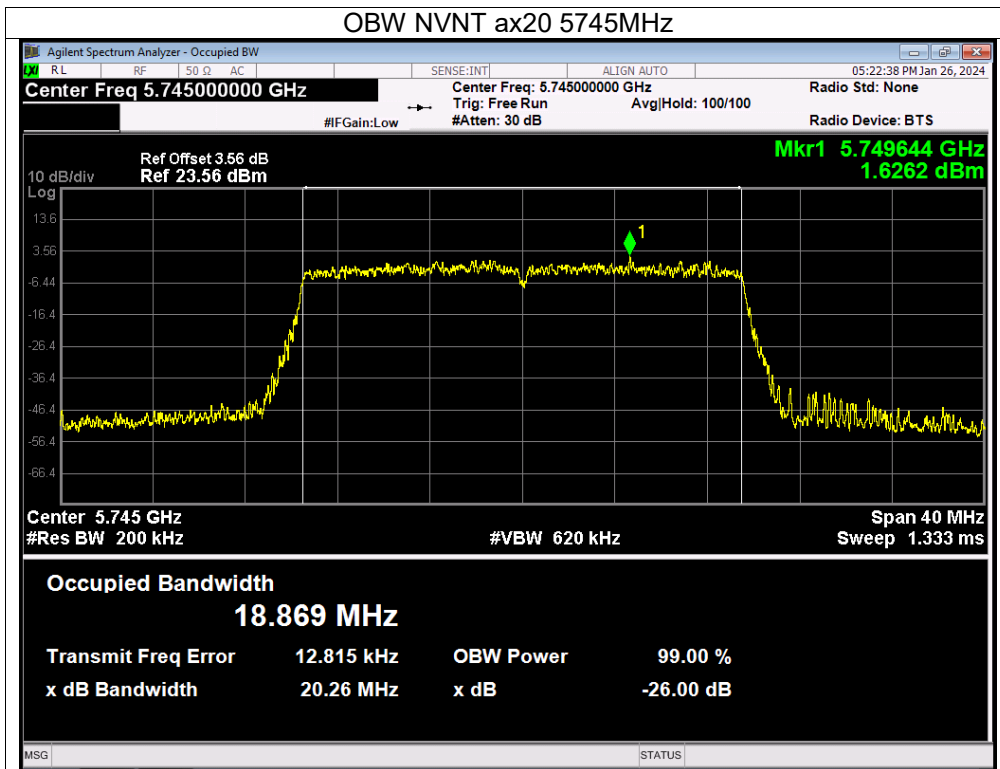 OBW NVNT ax20 5745MHz
Agilent Spectrum Analyzer - Occupied BW
LXI RL RF 50 Ω AC SENSE:INT ALIGN AUTO 05:22:38 PM Jan 26, 2024
Center Freq 5.745000000 GHz Center Freq: 5.745000000 GHz Radio Std: None
Trig: Free Run Avg|Hold: 100/100
#IFGain:Low #Atten: 30 dB Radio Device: BTS
Mkr1 5.749644 GHz
1.6262 dBm
Ref Offset 3.56 dB
10 dB/div Ref 23.56 dBm
Log
13.6
1
3.56
-6.44
-16.4
-26.4
-36.4
-46.4
-56.4
-66.4
Center 5.745 GHz Span 40 MHz
#Res BW 200 kHz #VBW 620 kHz Sweep 1.333 ms
Occupied Bandwidth
18.869 MHz
Transmit Freq Error 12.815 kHz OBW Power 99.00 %
x dB Bandwidth 20.26 MHz x dB -26.00 dB
MSG STATUS